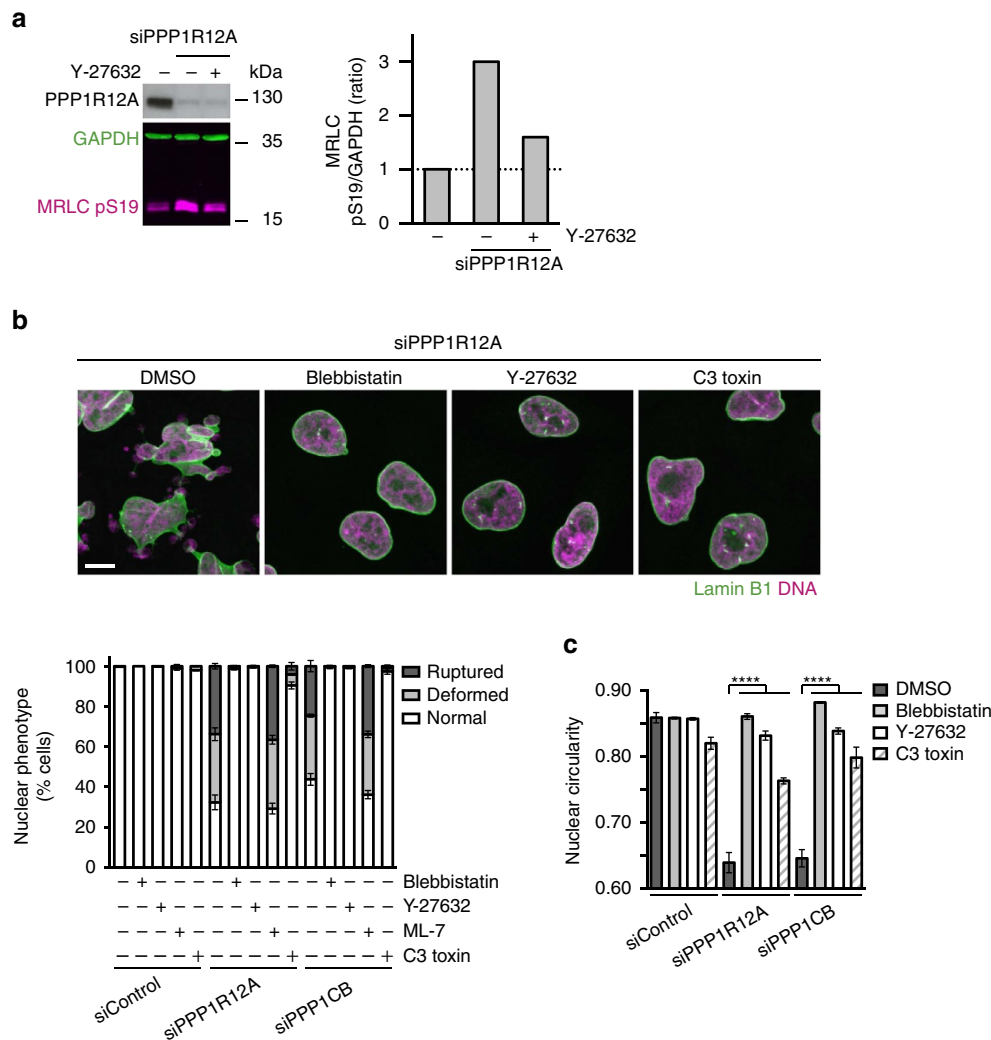 a
siPPP1R12A
Y-27632 – – + kDa
PPP1R12A 130
GAPDH 35
MRLC pS19 15
MRLC
pS19/GAPDH (ratio)
3
2
1
0
– – + Y-27632
siPPP1R12A
b
siPPP1R12A
DMSO Blebbistatin Y-27632 C3 toxin
Lamin B1 DNA
Nuclear phenotype
(% cells)
100
80
60
40
20
0
Ruptured
Deformed
Normal
– + – – – – + – – – – + – – – Blebbistatin
– – + – – – – + – – – – + – – Y-27632
– – – + – – – – + – – – – + – ML-7
– – – – + – – – – + – – – – + C3 toxin
siControl siPPP1R12A siPPP1CB
c
Nuclear circularity
0.90
0.80
0.70
0.60
**** ****
DMSO
Blebbistatin
Y-27632
C3 toxin
siControl siPPP1R12A siPPP1CB